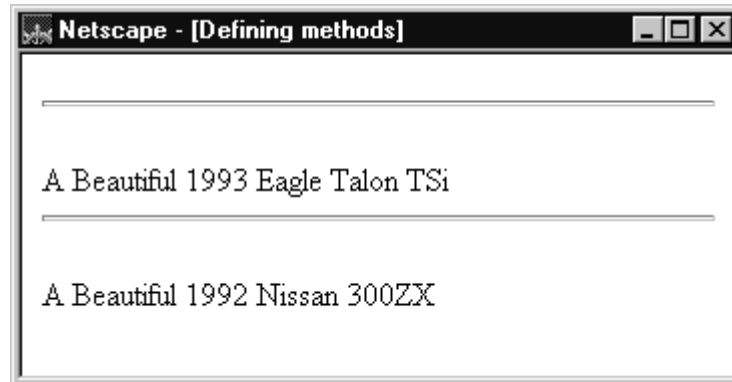 Netscape - [Defining methods]
A Beautiful 1993 Eagle Talon TSi
A Beautiful 1992 Nissan 300ZX